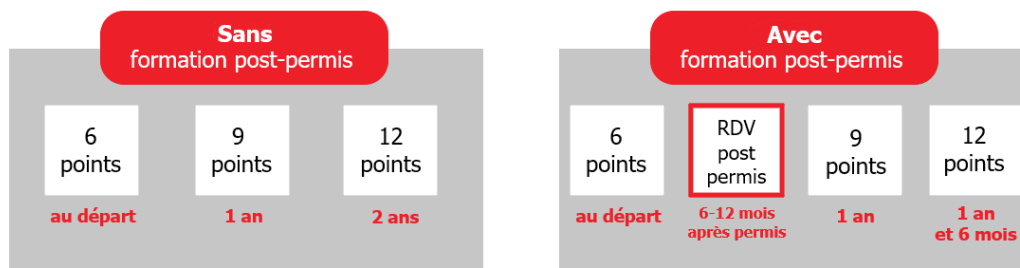 Sans
formation post-permis
6
points
9
points
12
points
au départ
1 an
2 ans
Avec
formation post-permis
6
points
RDV
post
permis
9
points
12
points
au départ
6-12 mois
après permis
1 an
1 an
et 6 mois